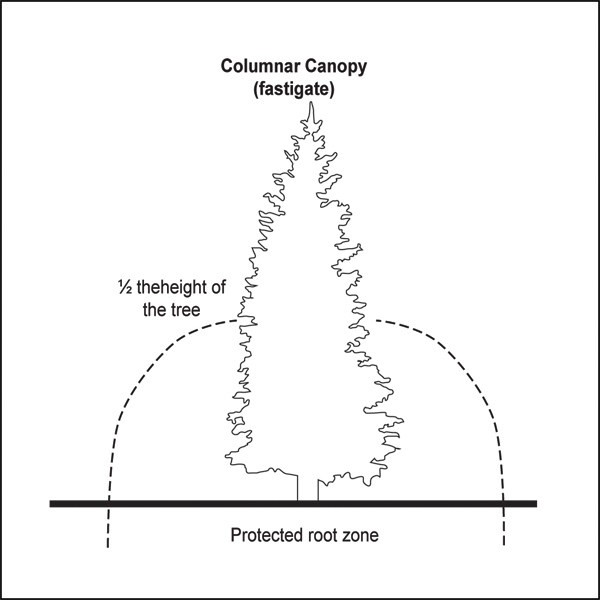 Columnar Canopy
(fastigate)
½ theheight of
the tree
Protected root zone